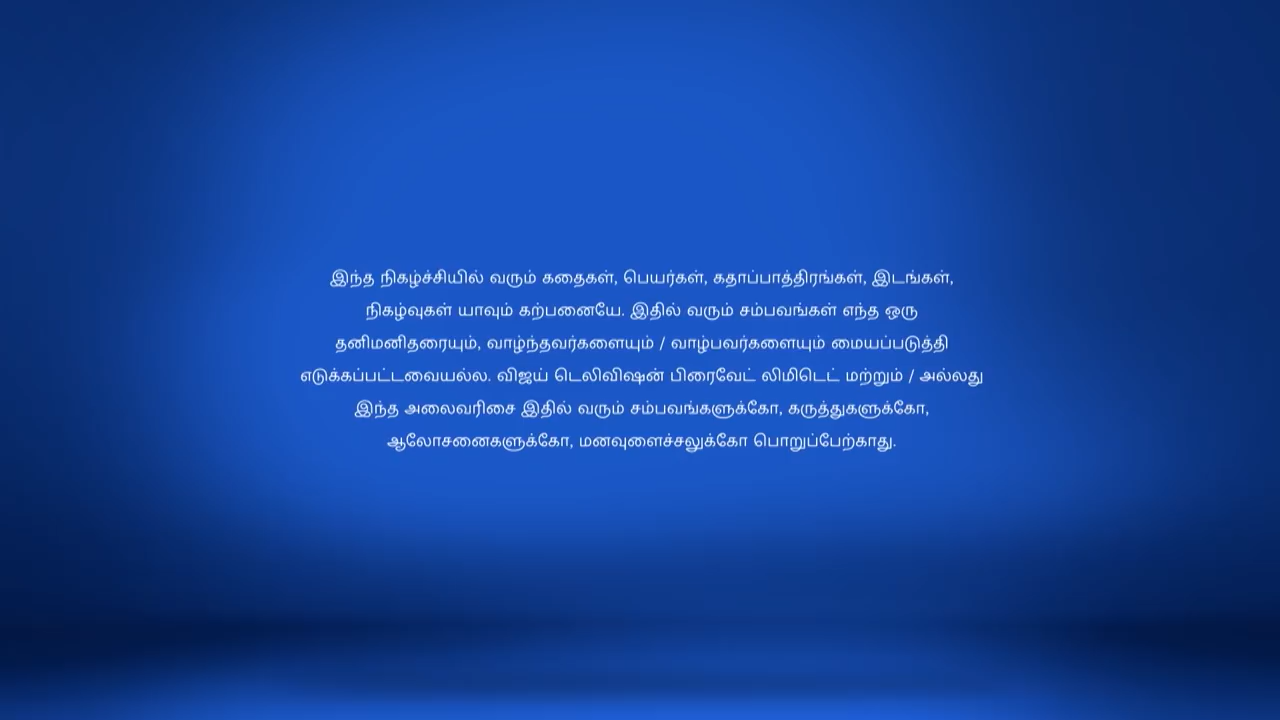 இந்த நிகழ்ச்சியில் வரும் கதைகள், பெயர்கள், கதாப்பாத்திரங்கள், இடங்கள்,
நிகழ்வுகள் யாவும் கற்பனையே. இதில் வரும் சம்பவங்கள் எந்த ஒரு
தனிமனிதரையும், வாழ்ந்தவர்களையும் / வாழ்பவர்களையும் மையப்படுத்தி
எடுக்கப்பட்டவையல்ல. விஜய் டெலிவிஷன் பிரைவேட் லிமிடெட் மற்றும் / அல்லது
இந்த அலைவரிசை இதில் வரும் சம்பவங்களுக்கோ, கருத்துகளுக்கோ,
ஆலோசனைகளுக்கோ, மனவுளைச்சலுக்கோ பொறுப்பேற்காது.